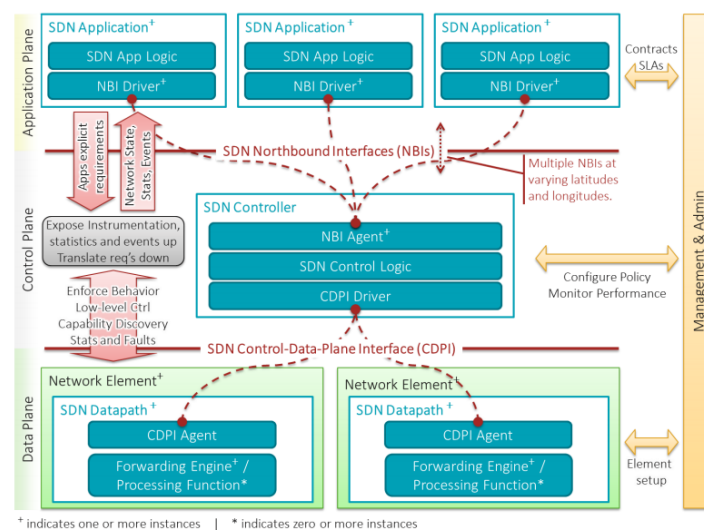 Application Plane
SDN Application⁺
SDN App Logic
NBI Driver⁺
SDN Application⁺
SDN App Logic
NBI Driver⁺
SDN Application⁺
SDN App Logic
NBI Driver⁺
Contracts
SLAs
Apps explicit
requirements
Network State,
Stats, Events
SDN Northbound Interfaces (NBIs)
Multiple NBIs at
varying latitudes
and longitudes.
Control Plane
Expose Instrumentation,
statistics and events up
Translate req's down
SDN Controller
NBI Agent⁺
SDN Control Logic
CDPI Driver
Configure Policy
Monitor Performance
Management & Admin
Enforce Behavior
Low-level Ctrl
Capability Discovery
Stats and Faults
SDN Control-Data-Plane Interface (CDPI)
Data Plane
Network Element⁺
SDN Datapath ⁺
CDPI Agent
Forwarding Engine⁺ /
Processing Function*
Network Element⁺
SDN Datapath ⁺
CDPI Agent
Forwarding Engine⁺ /
Processing Function*
Element
setup
⁺ indicates one or more instances | * indicates zero or more instances